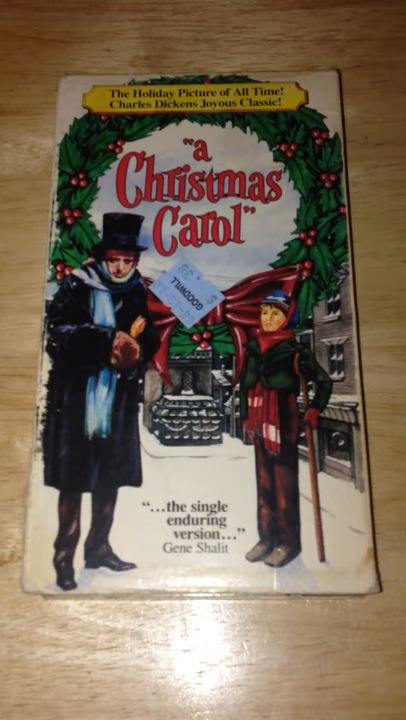 The Holiday Picture of All Time!
Charles Dickens Joyous Classic!
"a
Christmas
Carol"
GOODWILL
$ .38
"...the single
enduring
version..."
Gene Shalit